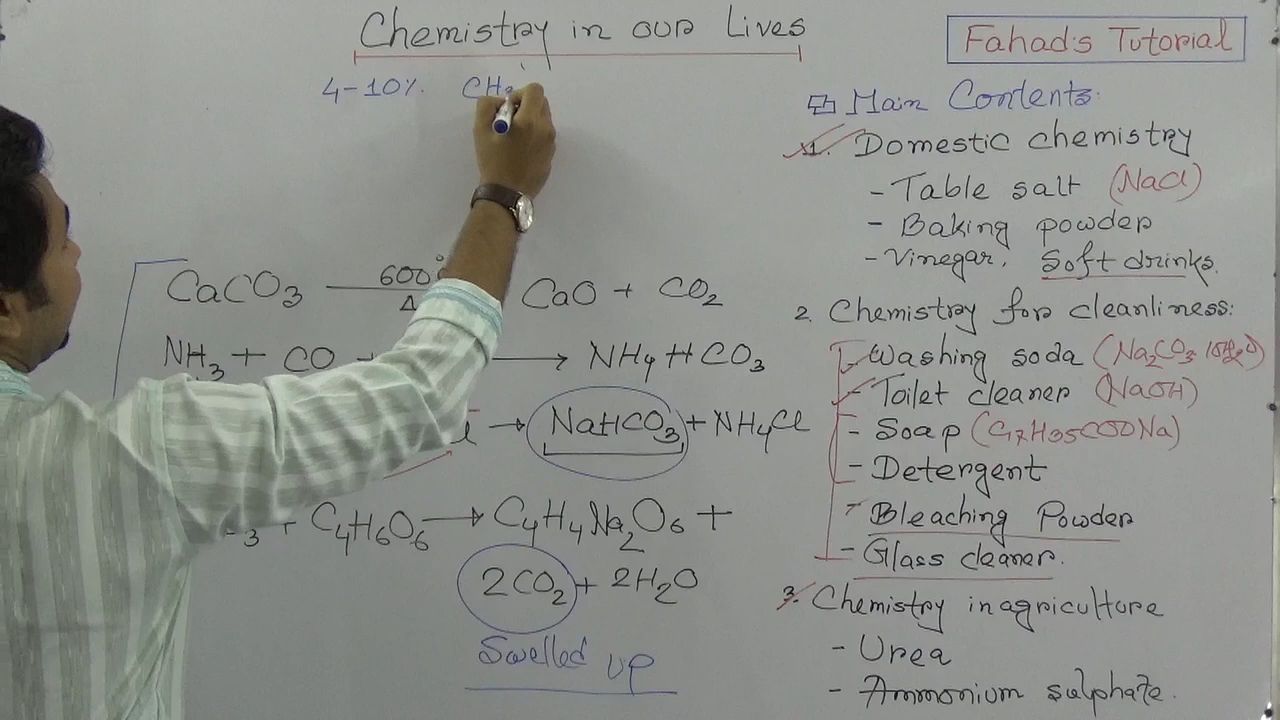 Chemistry in our Lives
4-10%. CH3
CaCO3 600° Δ CaO + CO2
NH3 + CO → NH4HCO3
→ NaHCO3 + NH4Cl
3 + C4H6O6 → C4H4Na2O6 +
2CO2 + 2H2O
Swelled up
Fahad's Tutorial
Main Contents:
1. Domestic chemistry
- Table salt (NaCl)
- Baking powder
- Vinegar. Soft drinks.
2. Chemistry for cleanliness:
- Washing soda (Na2CO3 10H2O)
- Toilet cleaner (NaOH)
- Soap (C17H35COONa)
- Detergent
- Bleaching Powder
- Glass cleaner.
3. Chemistry in agriculture
- Urea
- Ammonium sulphate.